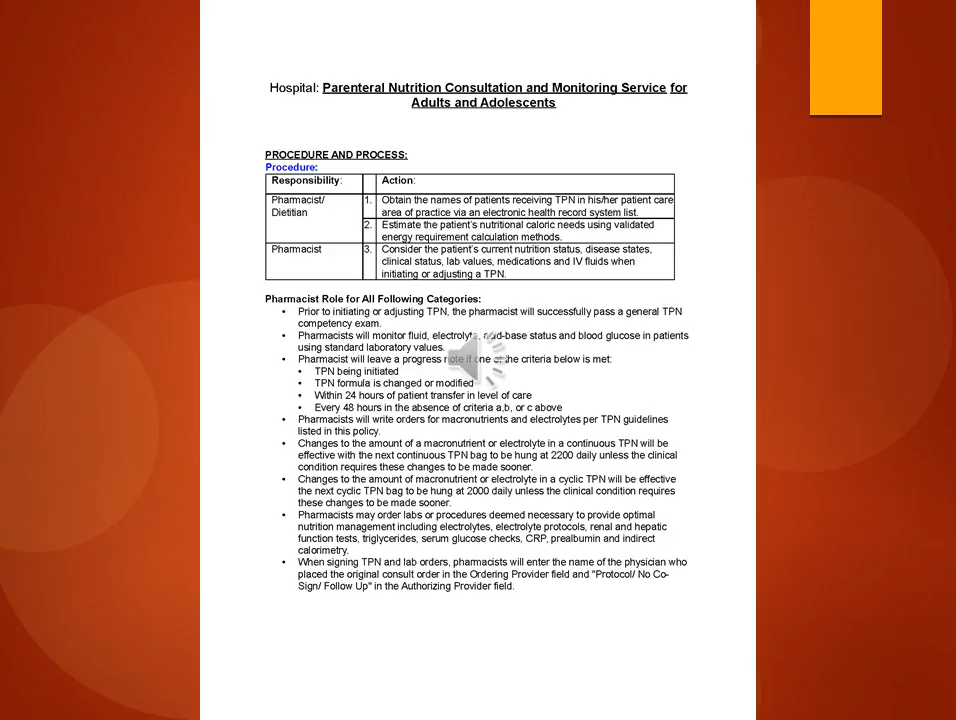 Hospital: Parenteral Nutrition Consultation and Monitoring Service for
Adults and Adolescents
PROCEDURE AND PROCESS:
Procedure:
Responsibility: Action:
Pharmacist/ 1. Obtain the names of patients receiving TPN in his/her patient care
Dietitian area of practice via an electronic health record system list.
2. Estimate the patient's nutritional caloric needs using validated
energy requirement calculation methods.
Pharmacist 3. Consider the patient's current nutrition status, disease states,
clinical status, lab values, medications and IV fluids when
initiating or adjusting a TPN.
Pharmacist Role for All Following Categories:
• Prior to initiating or adjusting TPN, the pharmacist will successfully pass a general TPN
competency exam.
• Pharmacists will monitor fluid, electrolyte, acid-base status and blood glucose in patients
using standard laboratory values.
• Pharmacist will leave a progress note if one of the criteria below is met:
• TPN being initiated
• TPN formula is changed or modified
• Within 24 hours of patient transfer in level of care
• Every 48 hours in the absence of criteria a,b, or c above
• Pharmacists will write orders for macronutrients and electrolytes per TPN guidelines
listed in this policy.
• Changes to the amount of a macronutrient or electrolyte in a continuous TPN will be
effective with the next continuous TPN bag to be hung at 2200 daily unless the clinical
condition requires these changes to be made sooner.
• Changes to the amount of macronutrient or electrolyte in a cyclic TPN will be effective
the next cyclic TPN bag to be hung at 2000 daily unless the clinical condition requires
these changes to be made sooner.
• Pharmacists may order labs or procedures deemed necessary to provide optimal
nutrition management including electrolytes, electrolyte protocols, renal and hepatic
function tests, triglycerides, serum glucose checks, CRP, prealbumin and indirect
calorimetry.
• When signing TPN and lab orders, pharmacists will enter the name of the physician who
placed the original consult order in the Ordering Provider field and "Protocol/ No Co-
Sign/ Follow Up" in the Authorizing Provider field.